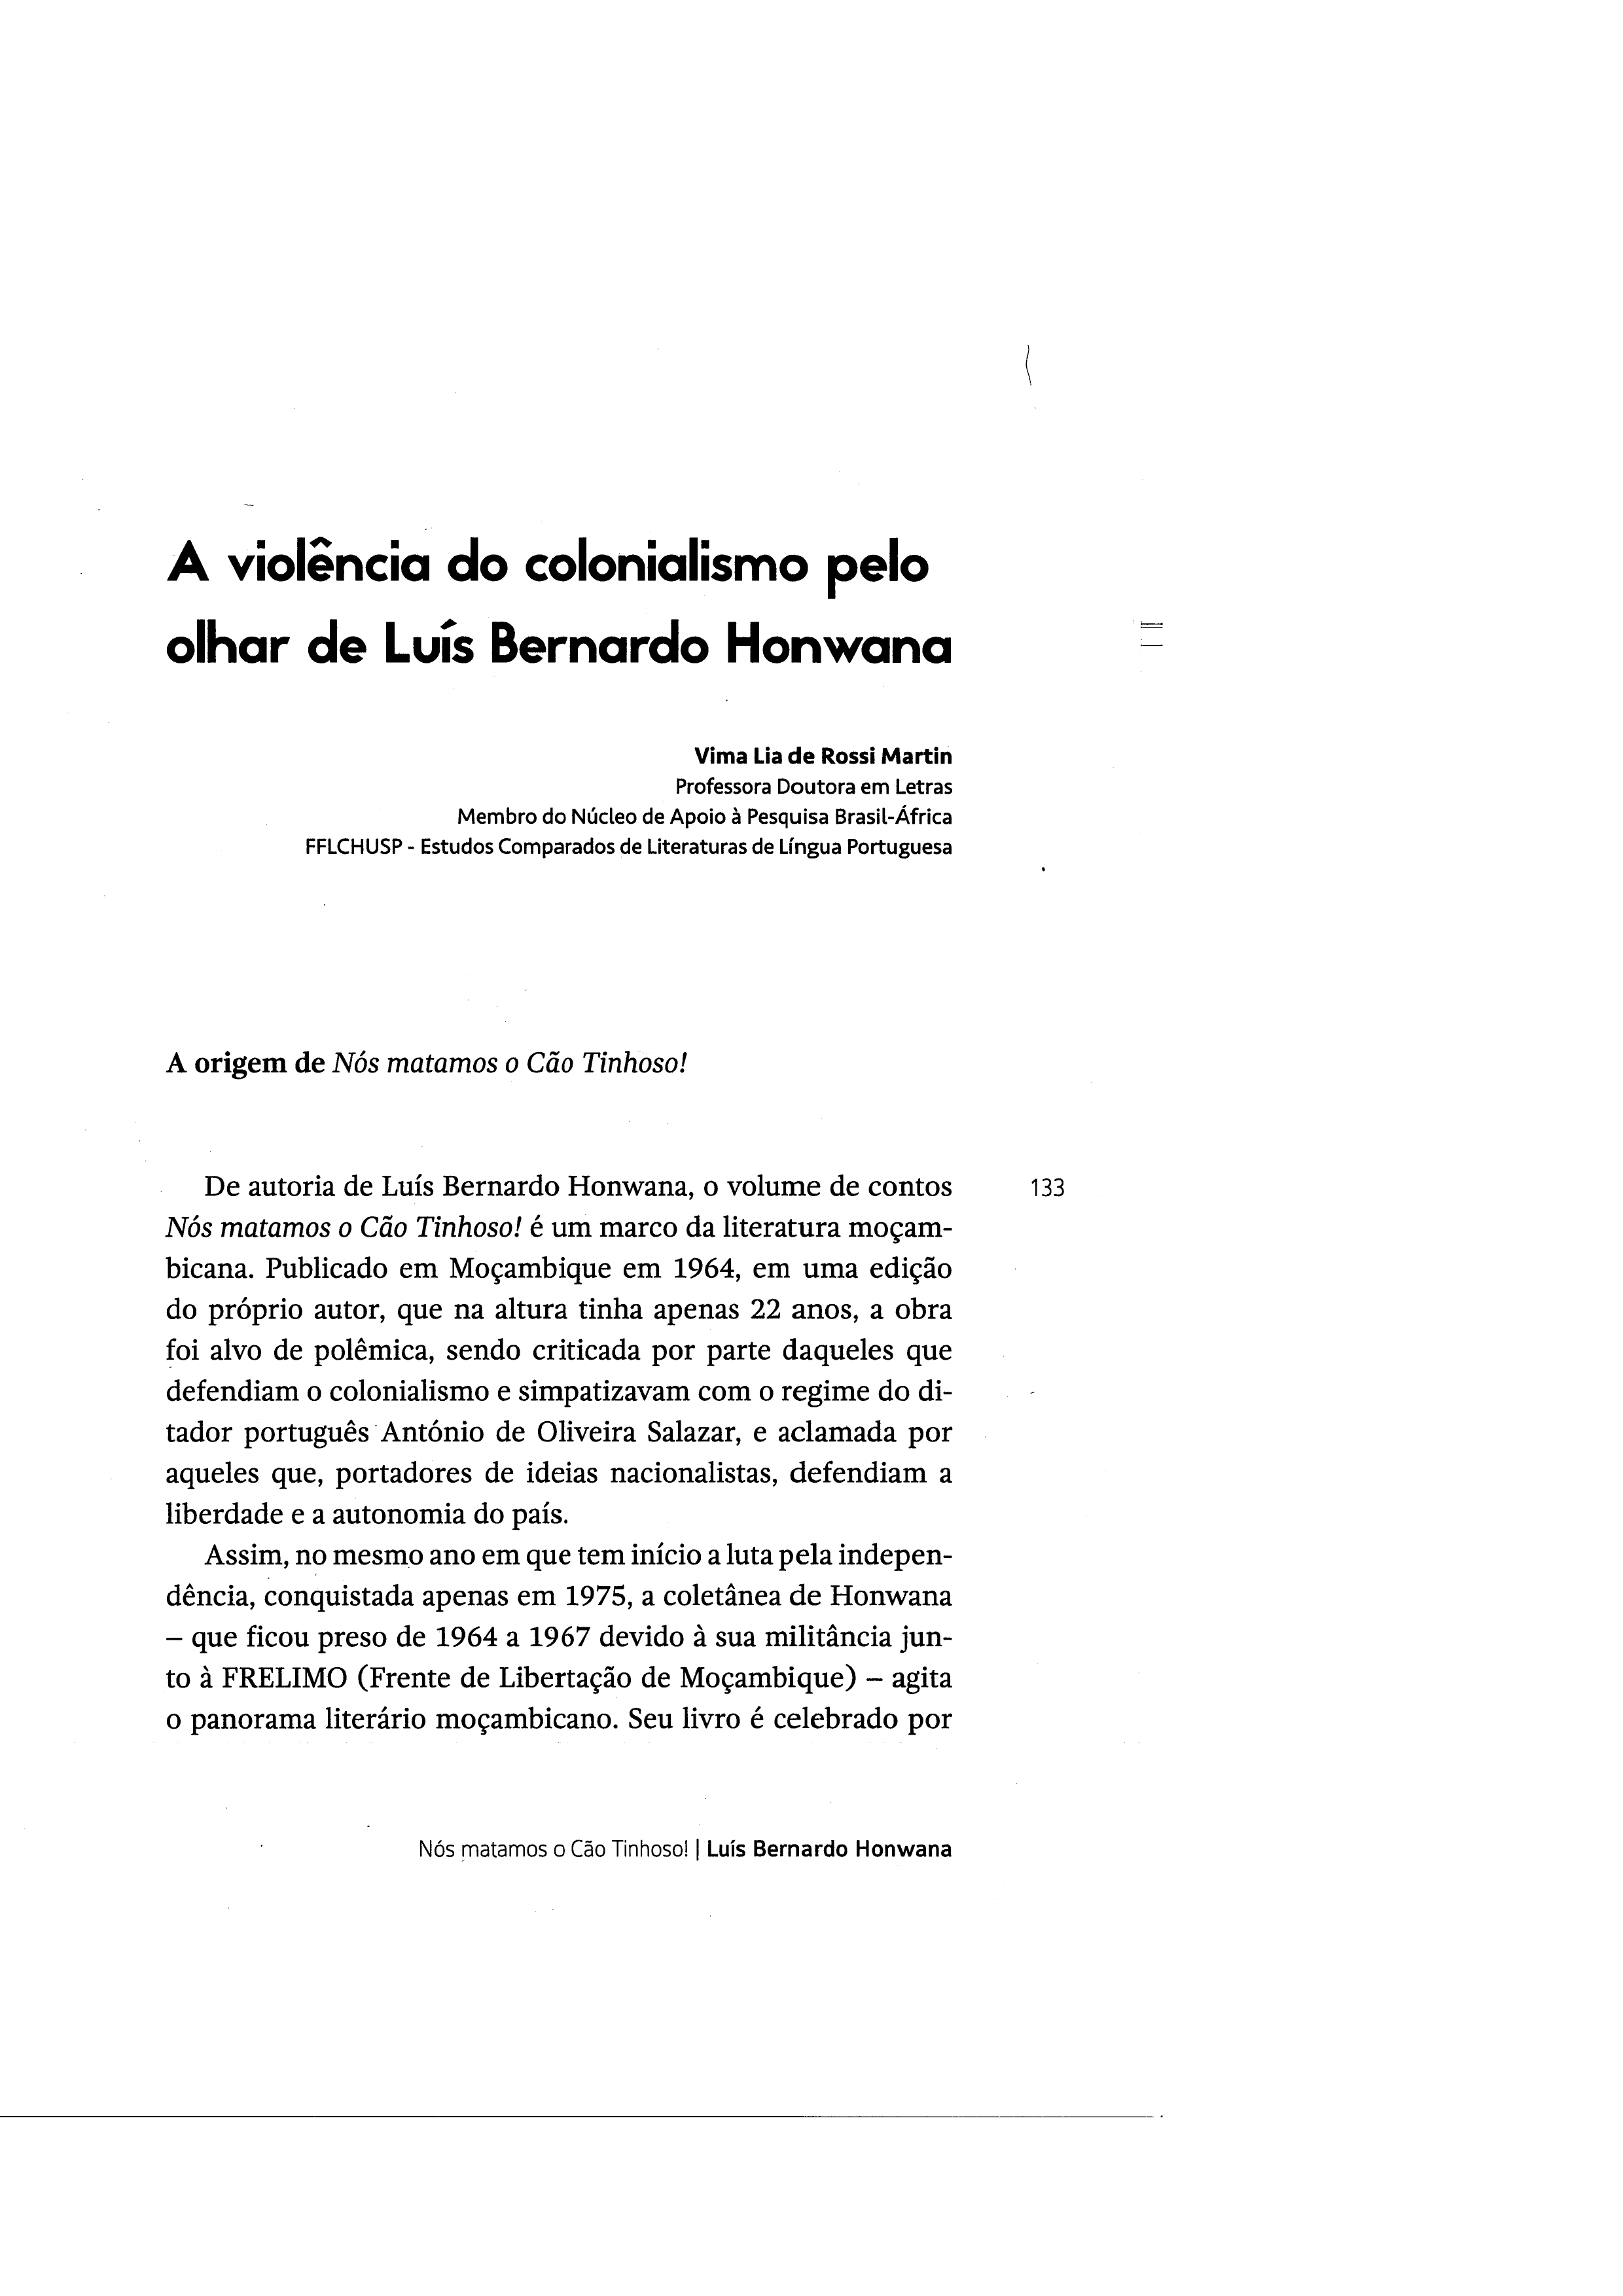 A violência do colonialismo pelo
olhar de Luís Bernardo Honwana
Vima Lia de Rossi Martin
Professora Doutora em Letras
Membro do Núcleo de Apoio à Pesquisa Brasil-África
FFLCHUSP - Estudos Comparados de Literaturas de Língua Portuguesa
A origem de Nós matamos o Cão Tinhoso!
De autoria de Luís Bernardo Honwana, o volume de contos
133
Nós matamos o Cão Tinhoso! é um marco da literatura moçam-
bicana. Publicado em Moçambique em 1964, em uma edição
do próprio autor, que na altura tinha apenas 22 anos, a obra
foi alvo de polêmica, sendo criticada por parte daqueles que
defendiam o colonialismo e simpatizavam com o regime do di-
tador português António de Oliveira Salazar, e aclamada por
aqueles que, portadores de ideias nacionalistas, defendiam a
liberdade e a autonomia do país.
Assim, no mesmo ano em que tem início a luta pela indepen-
dência, conquistada apenas em 1975, a coletânea de Honwana
– que ficou preso de 1964 a 1967 devido à sua militância jun-
to à FRELIMO (Frente de Libertação de Moçambique) – agita
o panorama literário moçambicano. Seu livro é celebrado por
Nós matamos o Cão Tinhoso! | Luís Bernardo Honwana